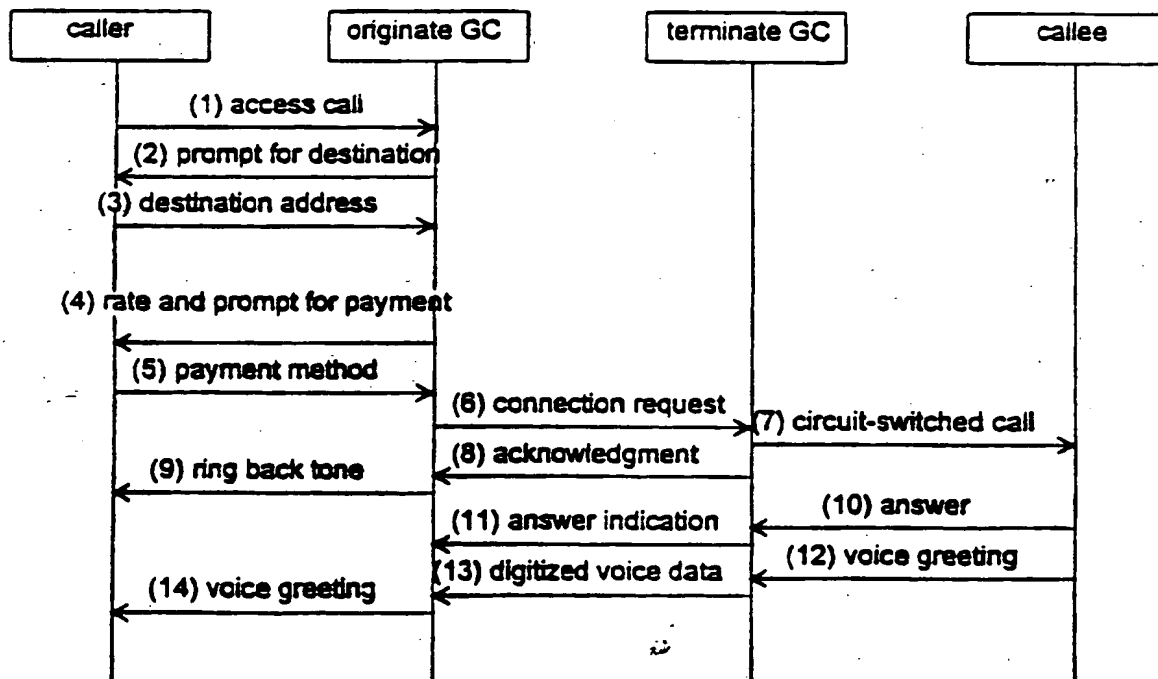 caller
originate GC
terminate GC
callee
(1) access call
(2) prompt for destination
(3) destination address
(4) rate and prompt for payment
(5) payment method
(6) connection request
(7) circuit-switched call
(8) acknowledgment
(9) ring back tone
(10) answer
(11) answer indication
(12) voice greeting
(13) digitized voice data
(14) voice greeting